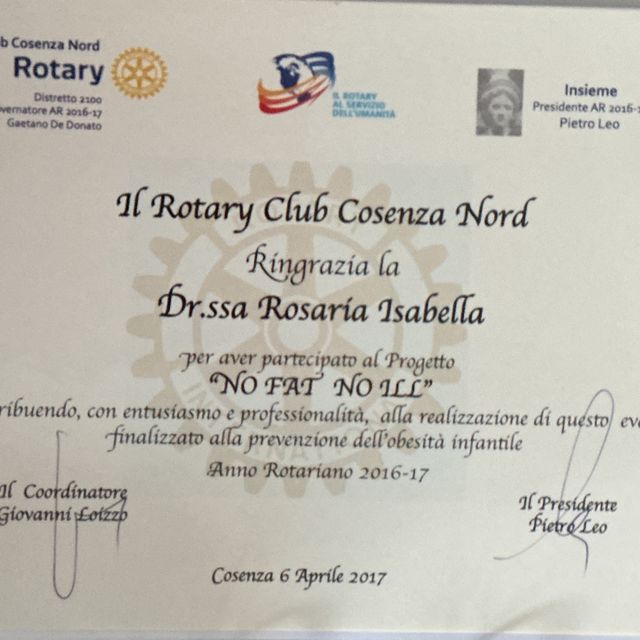 b Cosenza Nord
Rotary
Distretto 2100
vernatore AR 2016-17
Gaetano De Donato
IL ROTARY
AL SERVIZIO
DELL'UMANITÀ
Insieme
Presidente AR 2016-1
Pietro Leo
Il Rotary Club Cosenza Nord
Ringrazia la
Dr.ssa Rosaria Isabella
per aver partecipato al Progetto
"NO FAT NO ILL"
ribuendo, con entusiasmo e professionalità, alla realizzazione di questo eve
finalizzato alla prevenzione dell'obesità infantile
Anno Rotariano 2016-17
Il Coordinatore
Giovanni Loizzo
Il Presidente
Pietro Leo
Cosenza 6 Aprile 2017